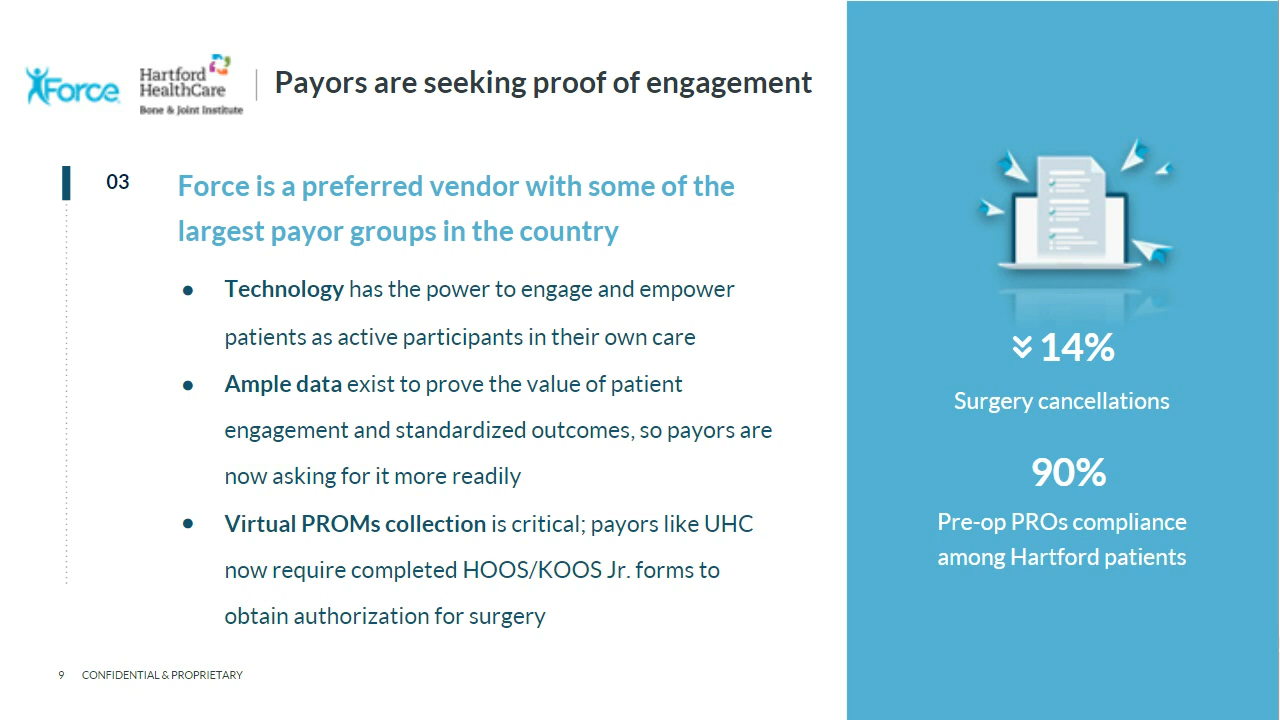 Force
Hartford
HealthCare
Bone & Joint Institute
Payors are seeking proof of engagement
03
Force is a preferred vendor with some of the
largest payor groups in the country
● Technology has the power to engage and empower
patients as active participants in their own care
● Ample data exist to prove the value of patient
engagement and standardized outcomes, so payors are
now asking for it more readily
● Virtual PROMs collection is critical; payors like UHC
now require completed HOOS/KOOS Jr. forms to
obtain authorization for surgery
14%
Surgery cancellations
90%
Pre-op PROs compliance
among Hartford patients
9 CONFIDENTIAL & PROPRIETARY